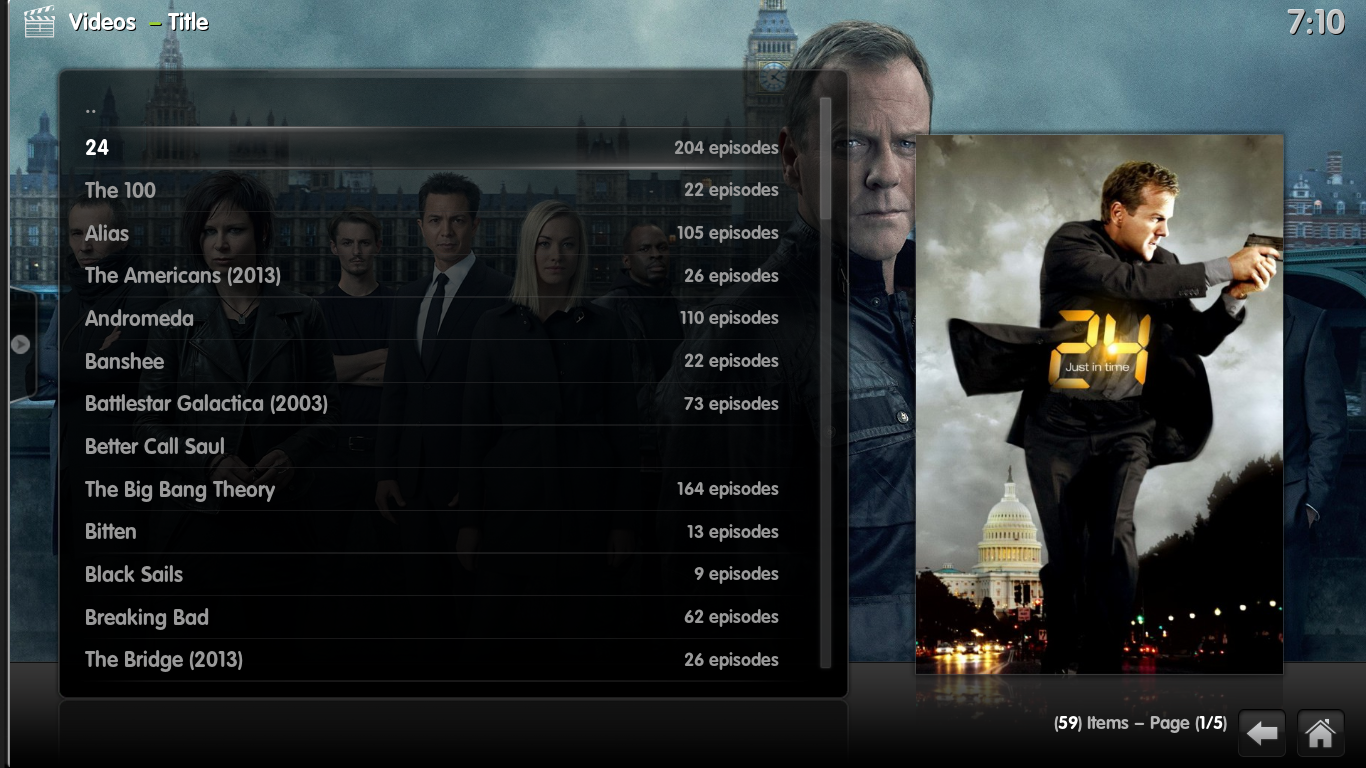 Videos – Title
7:10
..
24 204 episodes
The 100 22 episodes
Alias 105 episodes
The Americans (2013) 26 episodes
Andromeda 110 episodes
Banshee 22 episodes
Battlestar Galactica (2003) 73 episodes
Better Call Saul
The Big Bang Theory 164 episodes
Bitten 13 episodes
Black Sails 9 episodes
Breaking Bad 62 episodes
The Bridge (2013) 26 episodes
24
Just in time
(59) Items – Page (1/5)